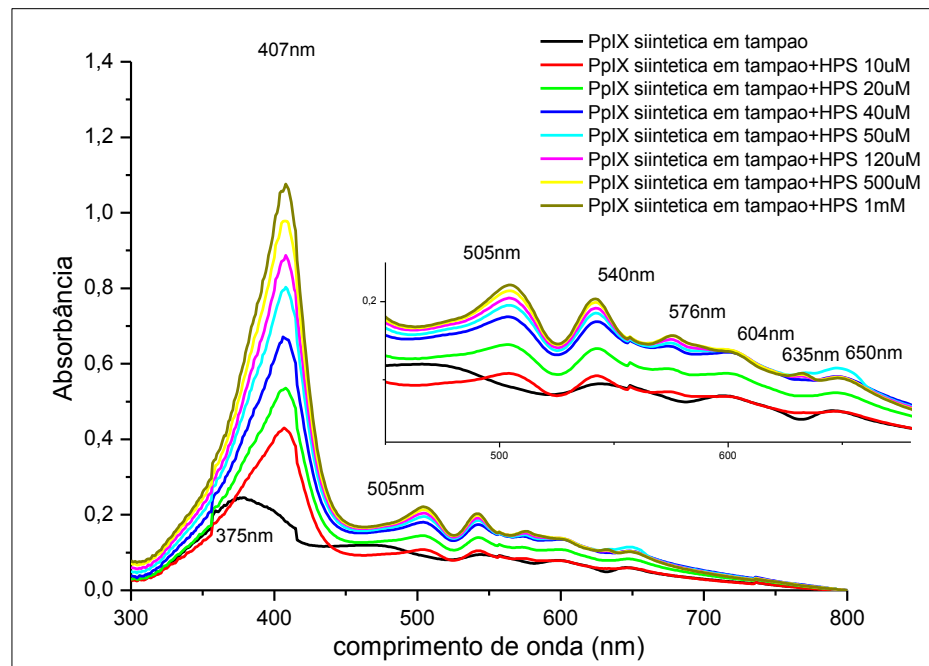 407nm
PpIX siintetica em tampao
PpIX siintetica em tampao+HPS 10uM
PpIX siintetica em tampao+HPS 20uM
PpIX siintetica em tampao+HPS 40uM
PpIX siintetica em tampao+HPS 50uM
PpIX siintetica em tampao+HPS 120uM
PpIX siintetica em tampao+HPS 500uM
PpIX siintetica em tampao+HPS 1mM
1,4
1,2
1,0
0,8
0,6
0,4
0,2
0,0
Absorbância
505nm
540nm
576nm
604nm
635nm
650nm
0,2
500
600
505nm
375nm
300
400
500
600
700
800
comprimento de onda (nm)